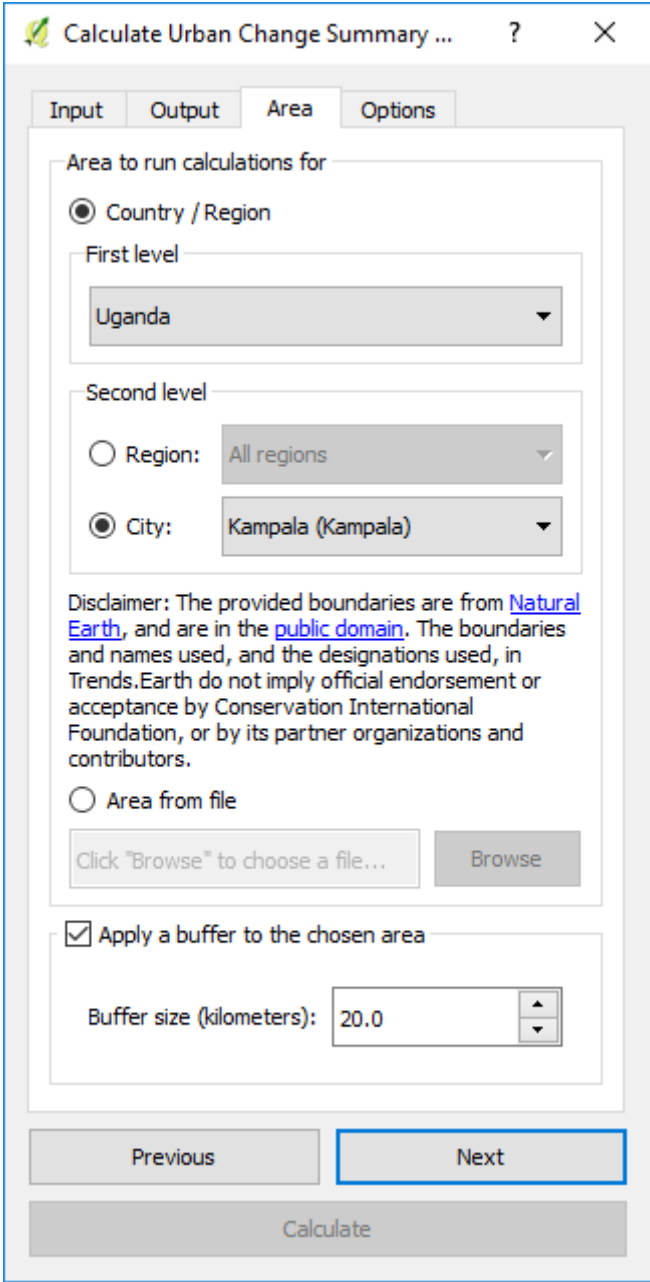 Calculate Urban Change Summary ...
?
Input
Output
Area
Options
Area to run calculations for
Country / Region
First level
Uganda
Second level
Region:
All regions
City:
Kampala (Kampala)
Disclaimer: The provided boundaries are from Natural
Earth, and are in the public domain. The boundaries
and names used, and the designations used, in
Trends.Earth do not imply official endorsement or
acceptance by Conservation International
Foundation, or by its partner organizations and
contributors.
Area from file
Click "Browse" to choose a file...
Browse
Apply a buffer to the chosen area
Buffer size (kilometers):
20.0
Previous
Next
Calculate